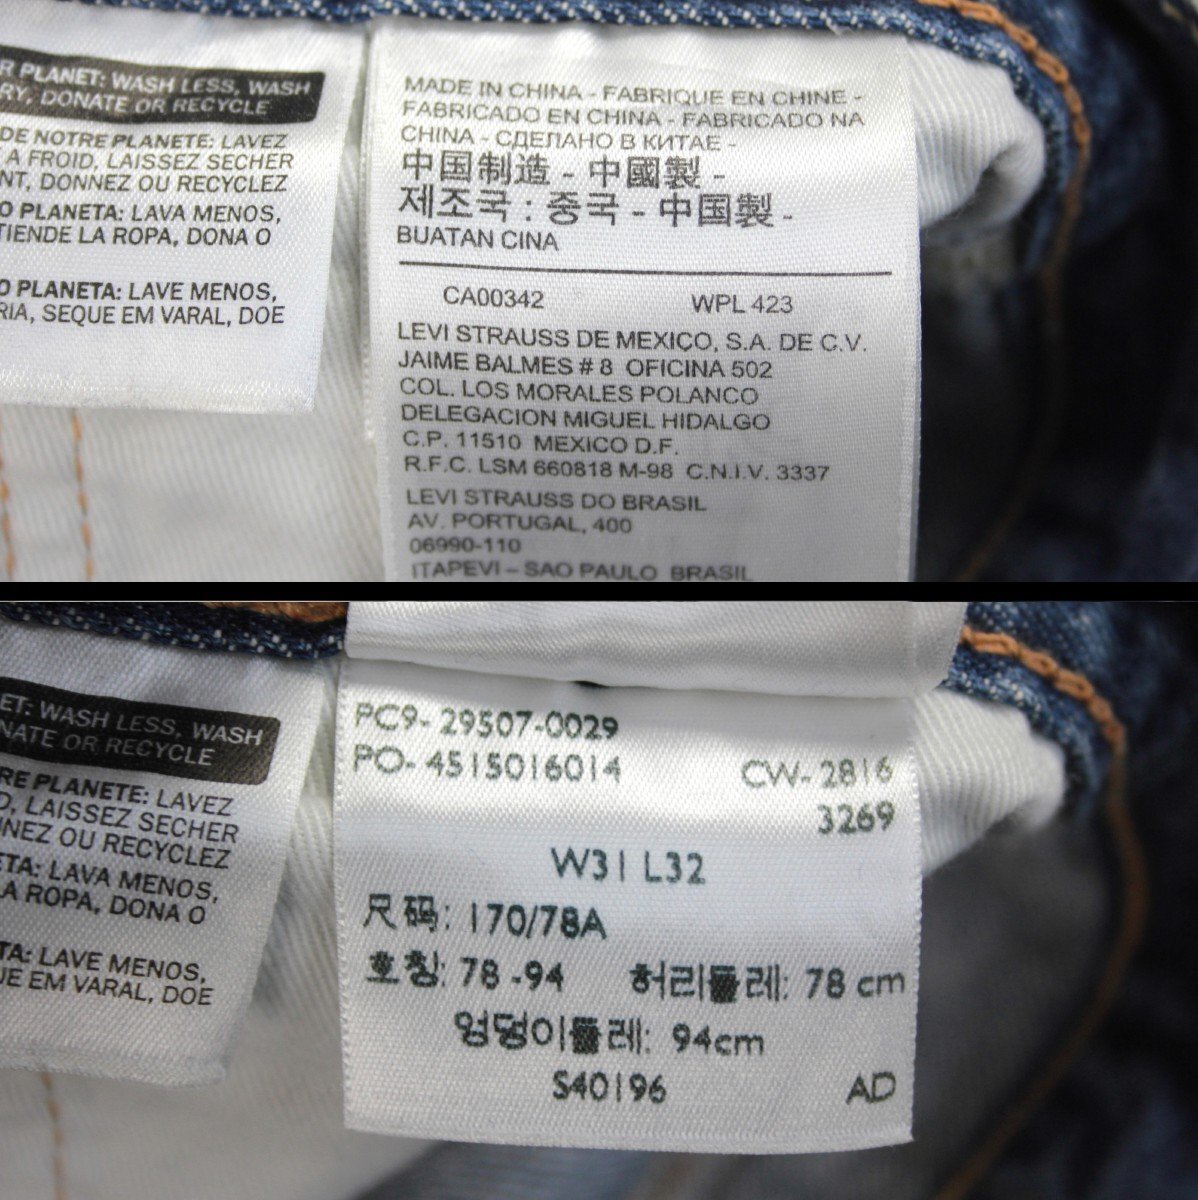 R PLANET: WASH LESS, WASH
RY, DONATE OR RECYCLE
DE NOTRE PLANETE: LAVEZ
A FROID. LAISSEZ SECHER
NT, DONNEZ OU RECYCLEZ
O PLANETA: LAVA MENOS,
TIENDE LA ROPA, DONA O
O PLANETA: LAVE MENOS,
RIA, SEQUE EM VARAL, DOE
MADE IN CHINA - FABRIQUE EN CHINE -
FABRICADO EN CHINA - FABRICADO NA
CHINA - СДЕЛАНО В КИТАЕ -
中国制造 - 中國製 -
제조국 : 중국 - 中国製 -
BUATAN CINA
CA00342 WPL 423
LEVI STRAUSS DE MEXICO, S.A. DE C.V.
JAIME BALMES # 8 OFICINA 502
COL. LOS MORALES POLANCO
DELEGACION MIGUEL HIDALGO
C.P. 11510 MEXICO D.F.
R.F.C. LSM 660818 M-98 C.N.I.V. 3337
LEVI STRAUSS DO BRASIL
AV. PORTUGAL, 400
06990-110
ITAPEVI – SAO PAULO BRASIL
ET: WASH LESS, WASH
NATE OR RECYCLE
RE PLANETE: LAVEZ
D, LAISSEZ SECHER
NEZ OU RECYCLEZ
ETA: LAVA MENOS,
LA ROPA, DONA O
TA: LAVE MENOS,
UE EM VARAL, DOE
PC9- 29507-0029
PO- 4515016014 CW- 2816
3269
W31 L32
尺码: 170/78A
호칭: 78 -94 허리둘레: 78 cm
엉덩이둘레: 94cm
S40196 AD